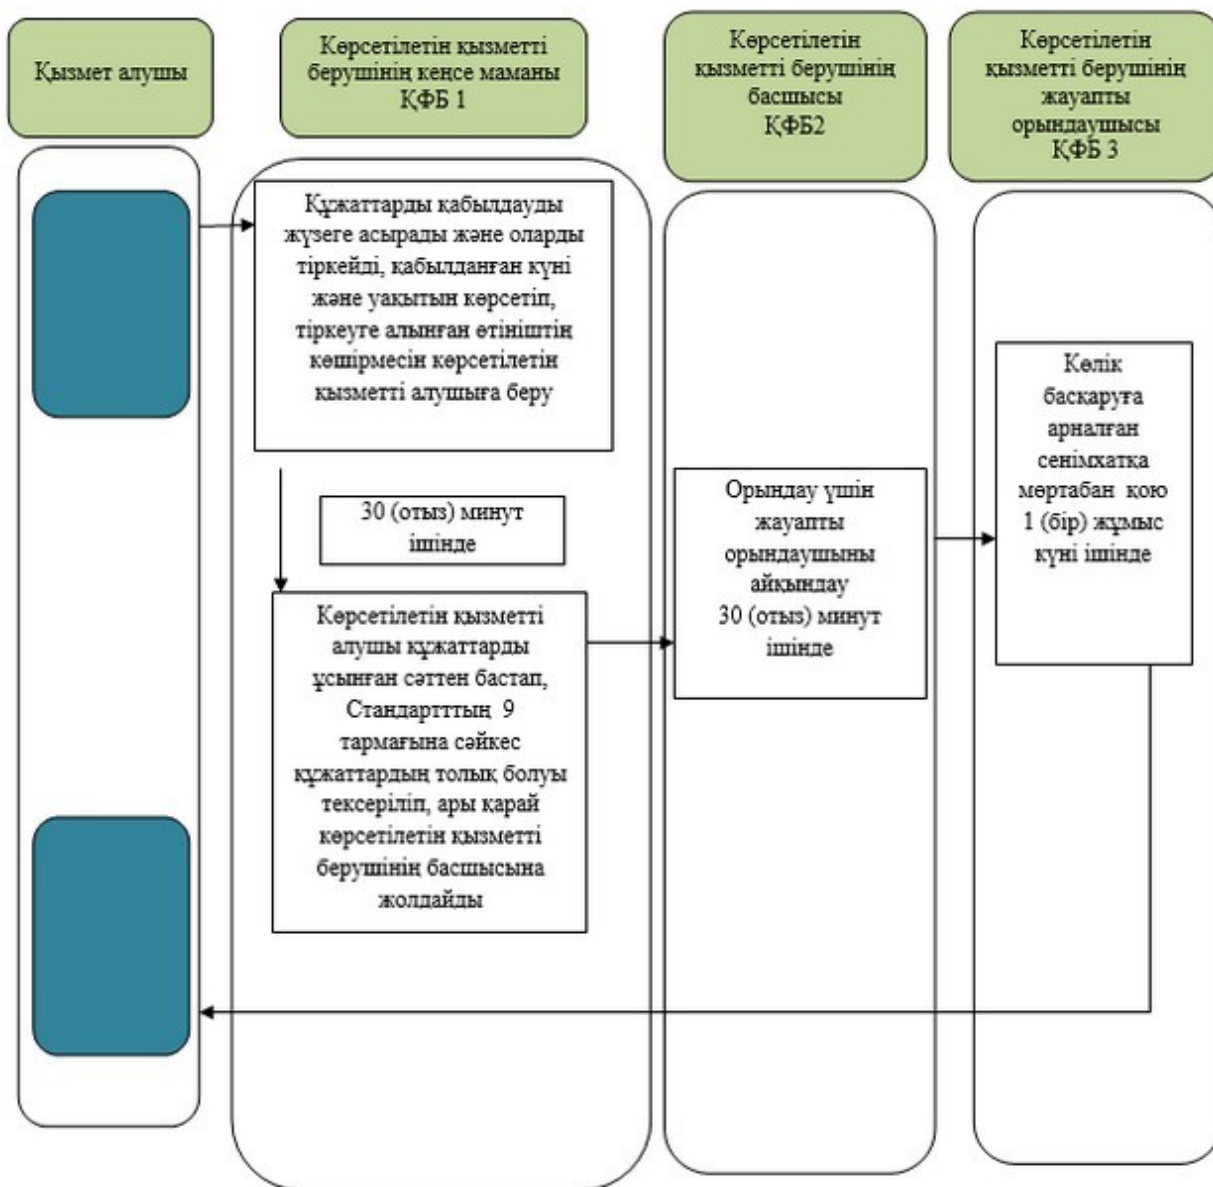 Қызмет алушы
Көрсетілетін қызметті
берушінің кеңсе маманы
ҚФБ 1
Көрсетілетін
қызметті берушінің
басшысы
ҚФБ2
Көрсетілетін
қызметті берушінің
жауапты
орындаушысы
ҚФБ 3
Құжаттарды қабылдауды
жүзеге асырады және оларды
тіркейді, қабылданған күні
және уақытын көрсетіп,
тіркеуге алынған өтініштің
көшірмесін көрсетілетін
қызметті алушыға беру
30 (отыз) минут
ішінде
Көрсетілетін қызметті
алушы құжаттарды
ұсынған сәттен бастап,
Стандартттың 9
тармағына сәйкес
құжаттардың толық болуы
тексеріліп, ары қарай
көрсетілетін қызметті
берушінің басшысына
жолдайды
Орындау үшін
жауапты
орындаушыны
айқындау
30 (отыз) минут
ішінде
Көлік
басқаруға
арналған
сенімхатқа
мөртабан қою
1 (бір) жұмыс
күні ішінде